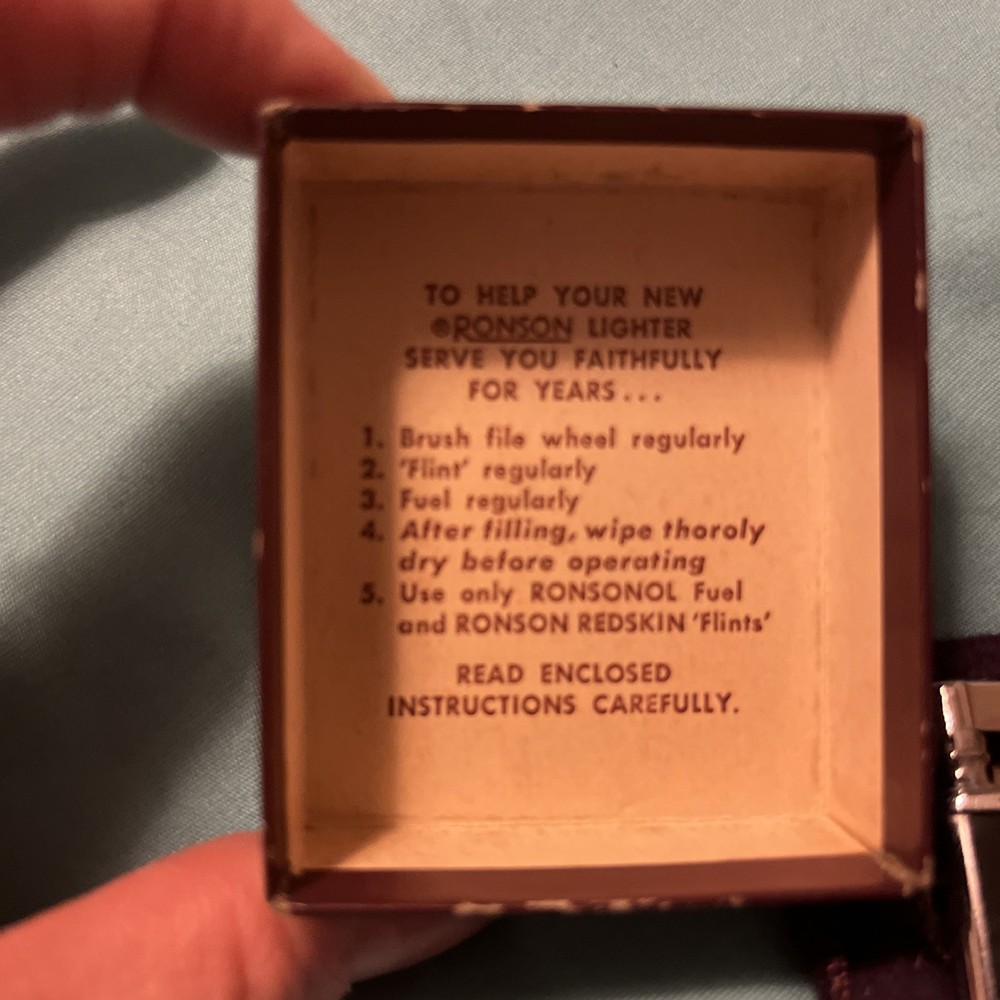 TO HELP YOUR NEW
®RONSON LIGHTER
SERVE YOU FAITHFULLY
FOR YEARS...
1. Brush file wheel regularly
2. 'Flint' regularly
3. Fuel regularly
4. After filling, wipe thoroly
dry before operating
5. Use only RONSONOL Fuel
and RONSON REDSKIN 'Flints'
READ ENCLOSED
INSTRUCTIONS CAREFULLY.